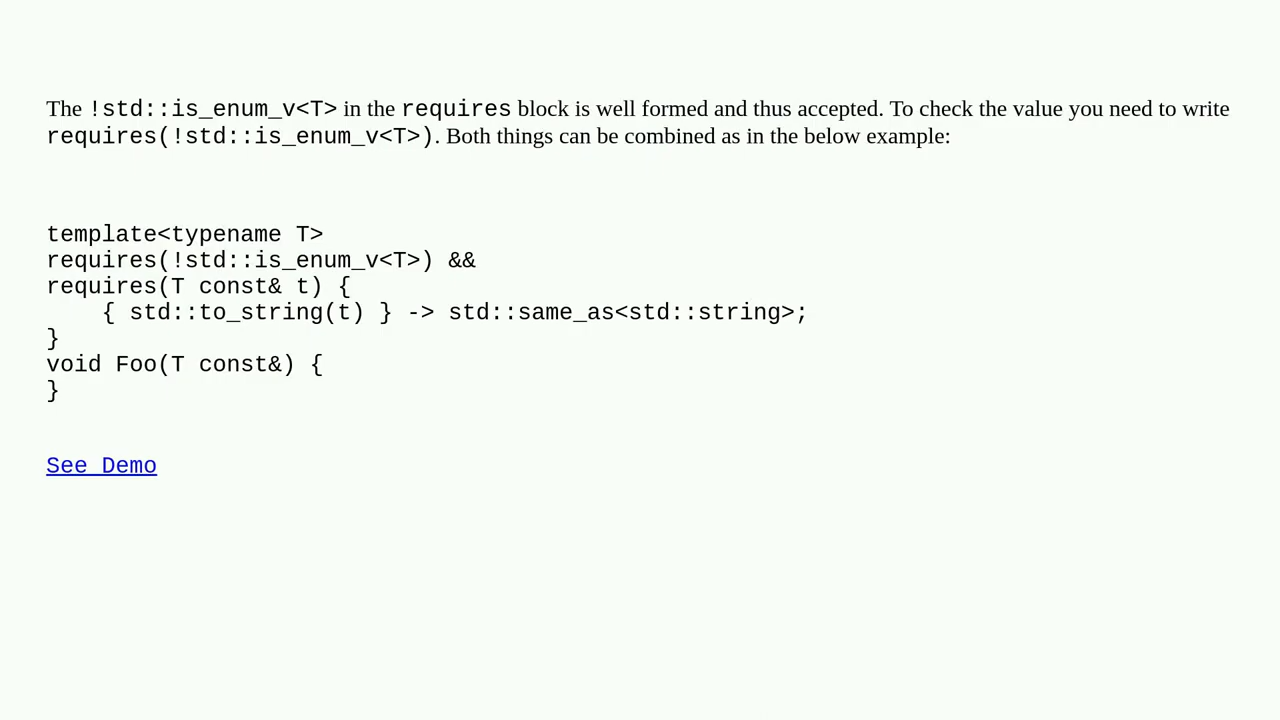 The !std::is_enum_v<T> in the requires block is well formed and thus accepted. To check the value you need to write
requires(!std::is_enum_v<T>). Both things can be combined as in the below example:
template<typename T>
requires(!std::is_enum_v<T>) &&
requires(T const& t) {
    { std::to_string(t) } -> std::same_as<std::string>;
}
void Foo(T const&) {
}
See Demo